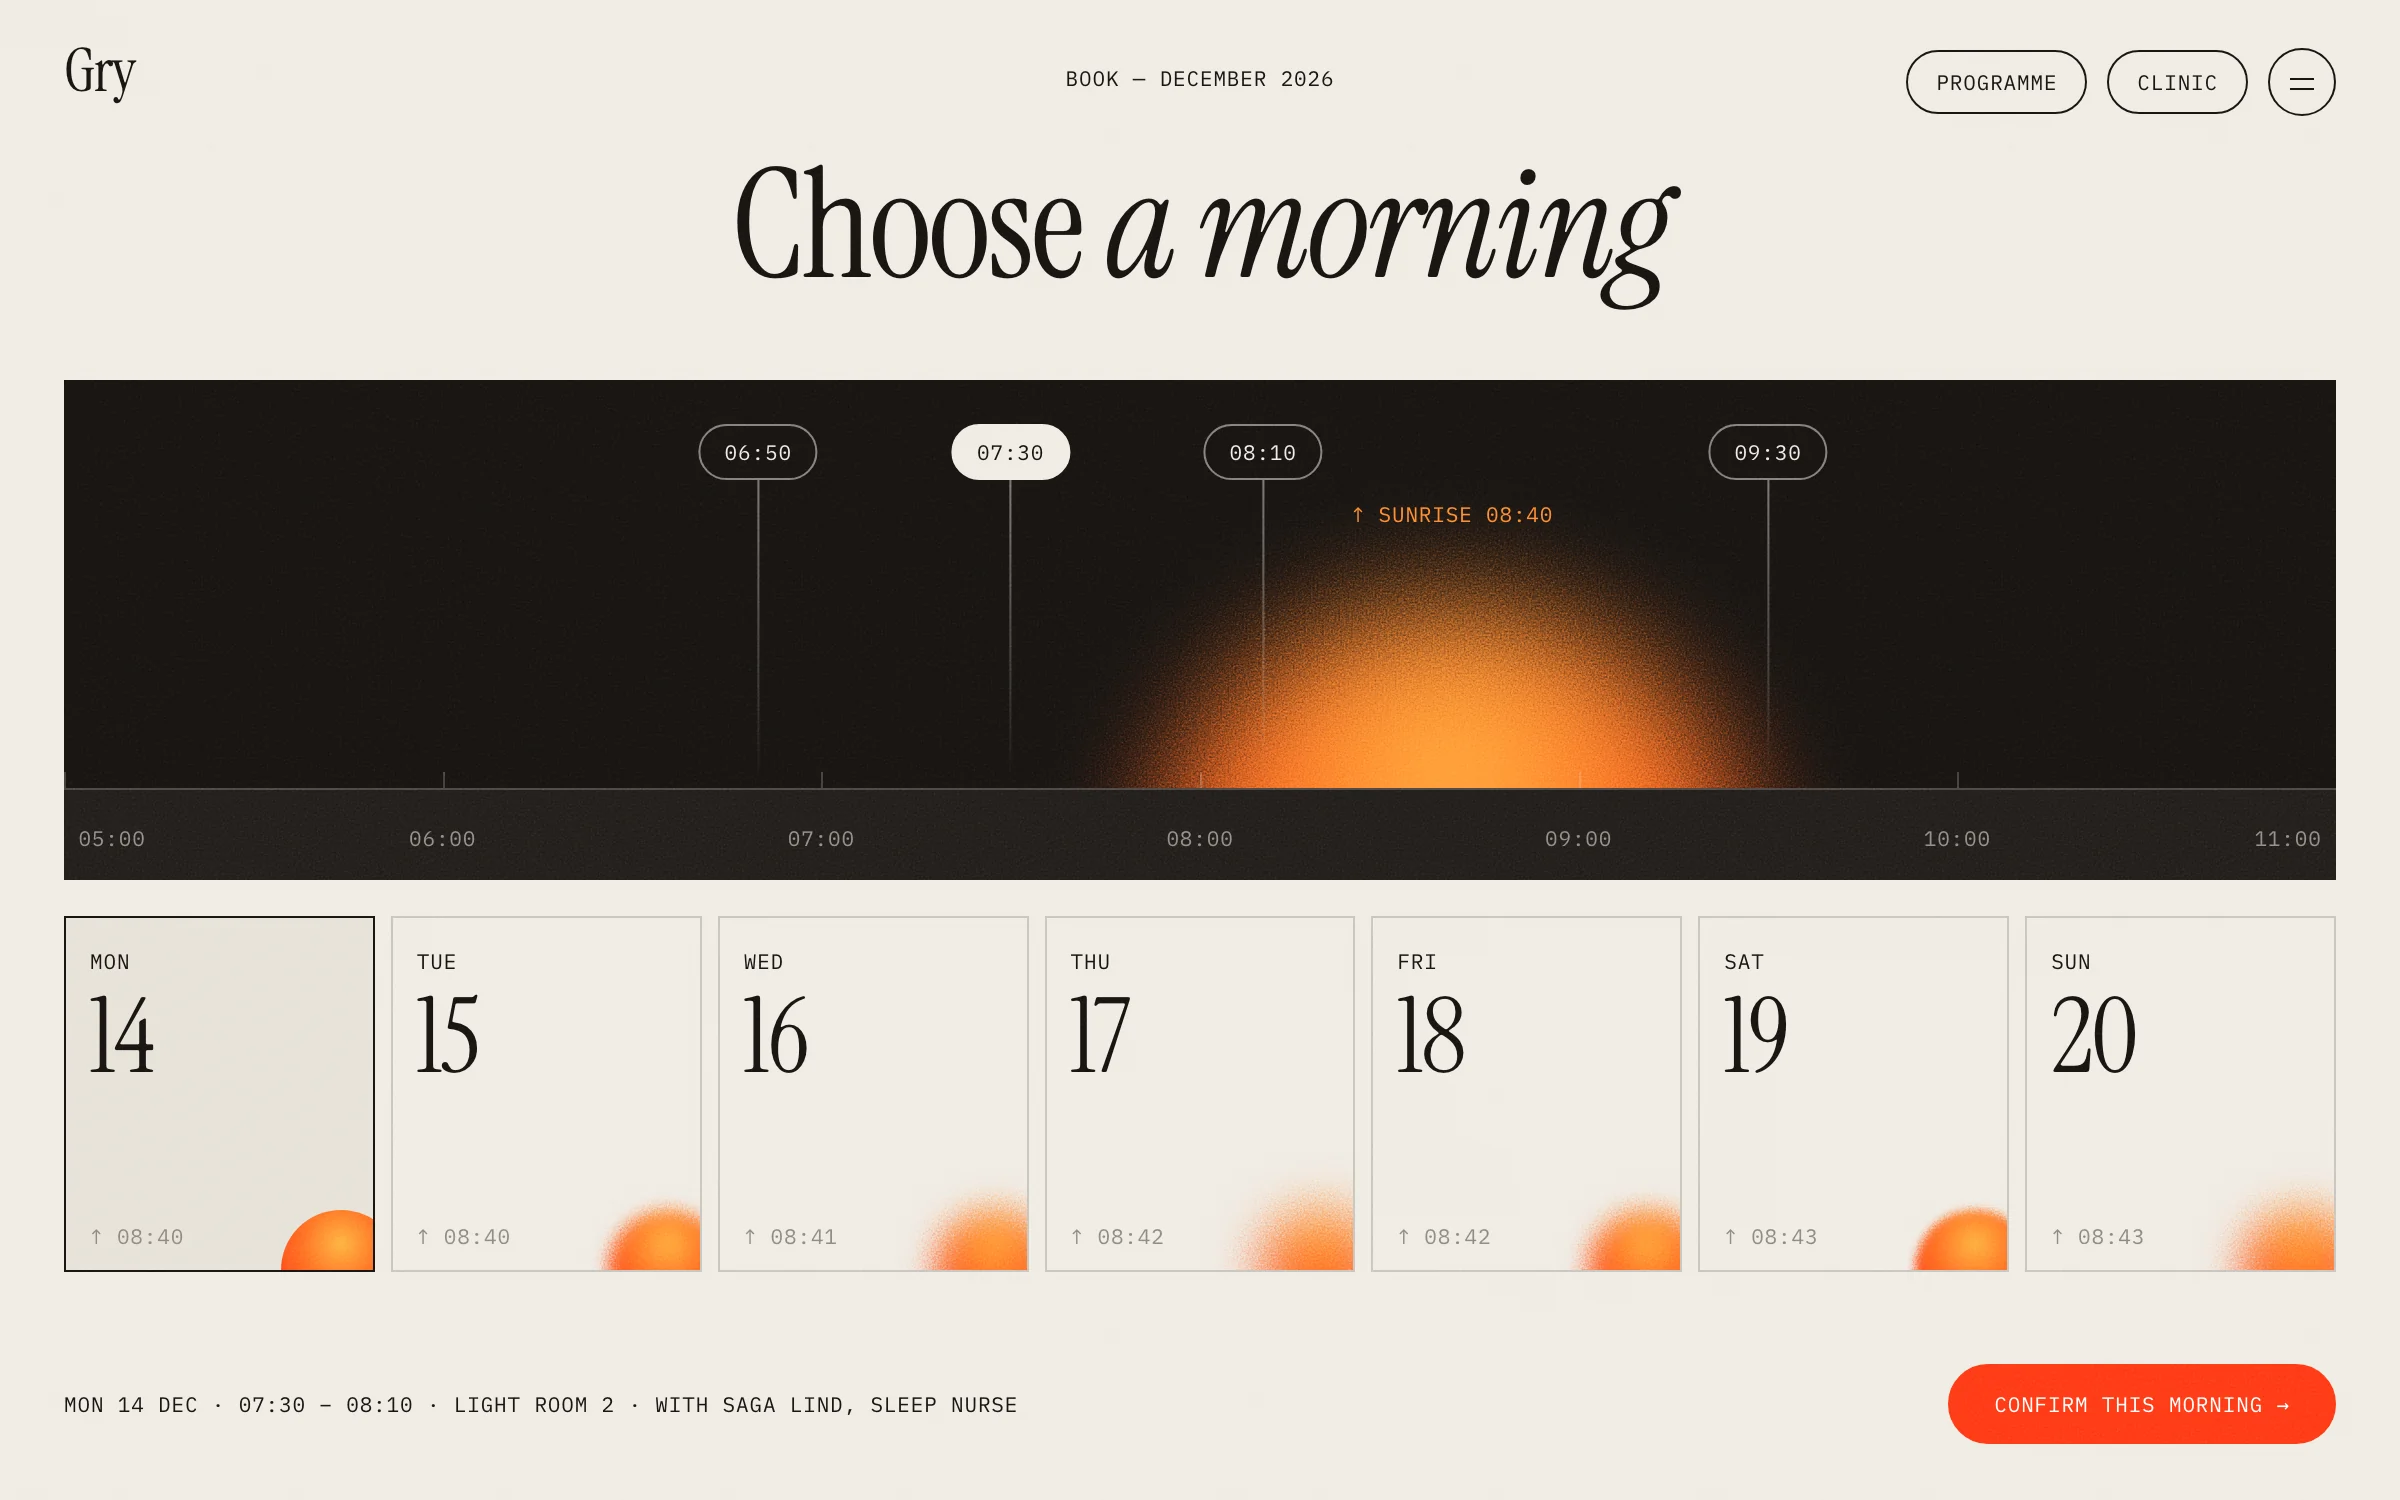 Gry
BOOK — DECEMBER 2026
PROGRAMME
CLINIC
Choose a morning
06:50
07:30
08:10
09:30
↑ SUNRISE 08:40
05:00
06:00
07:00
08:00
09:00
10:00
11:00
MON
14
↑ 08:40
TUE
15
↑ 08:40
WED
16
↑ 08:41
THU
17
↑ 08:42
FRI
18
↑ 08:42
SAT
19
↑ 08:43
SUN
20
↑ 08:43
MON 14 DEC · 07:30 – 08:10 · LIGHT ROOM 2 · WITH SAGA LIND, SLEEP NURSE
CONFIRM THIS MORNING →